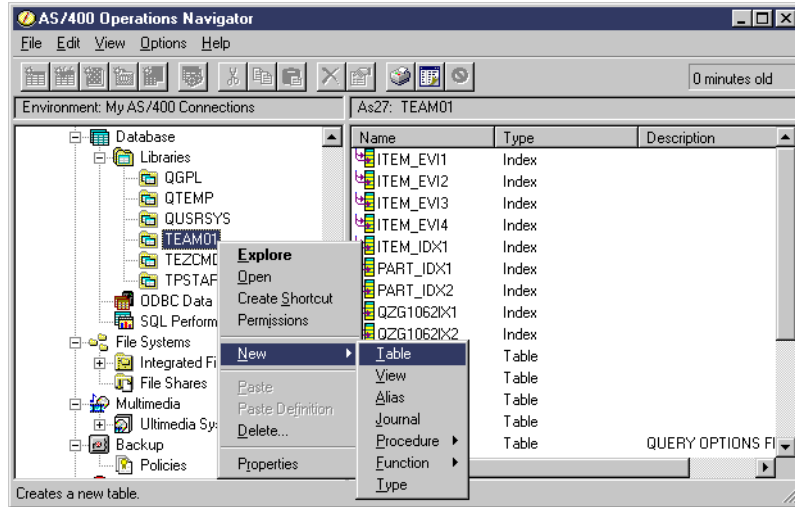 AS/400 Operations Navigator
File Edit View Options Help
0 minutes old
Environment: My AS/400 Connections
As27: TEAM01
Database
Libraries
QGPL
QTEMP
QUSRSYS
TEAM01
TEZCMD
TPSTAF
ODBC Data
SQL Perform
File Systems
Integrated Fi
File Shares
Multimedia
Ultimedia Sy
Backup
Policies
Explore
Open
Create Shortcut
Permissions
New
Paste
Paste Definition
Delete...
Properties
Table
View
Alias
Journal
Procedure
Function
Type
Name Type Description
ITEM_EVI1 Index
ITEM_EVI2 Index
ITEM_EVI3 Index
ITEM_EVI4 Index
ITEM_IDX1 Index
PART_IDX1 Index
PART_IDX2 Index
QZG1062IX1 Index
QZG1062IX2 Index
Table
Table
Table
Table
Table QUERY OPTIONS FI
Creates a new table.